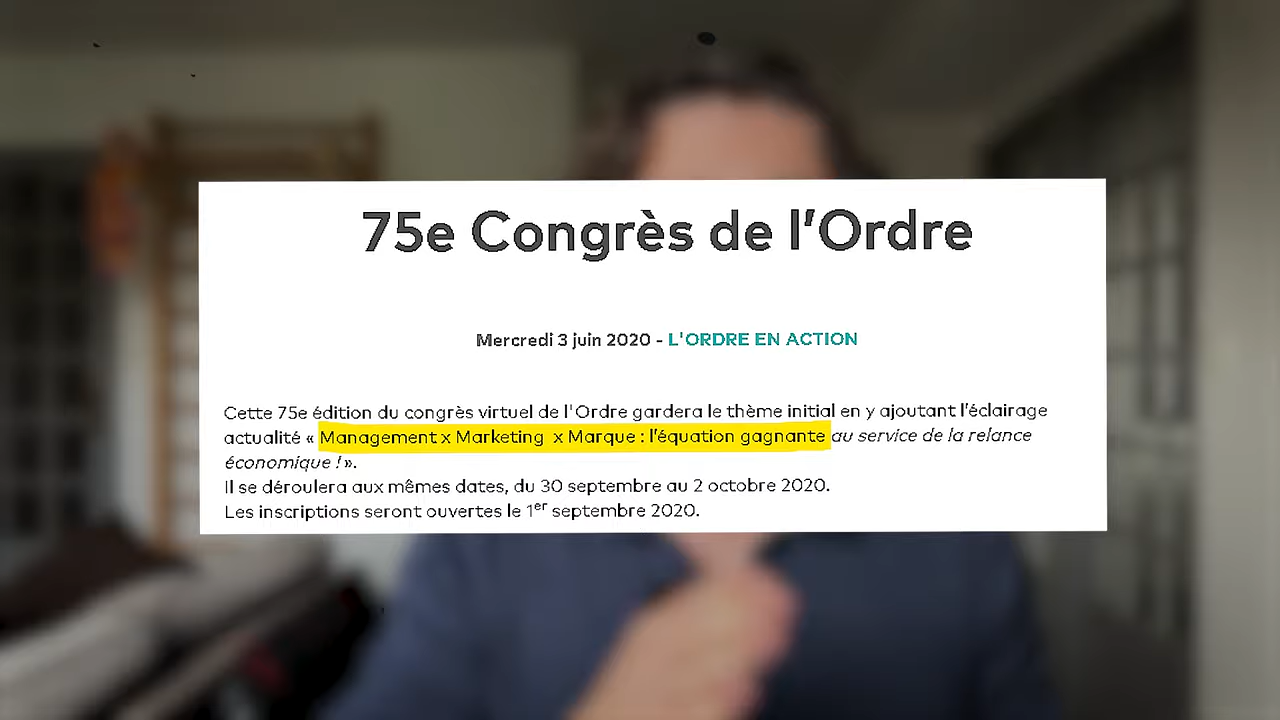 75e Congrès de l'Ordre
Mercredi 3 juin 2020 - L'ORDRE EN ACTION
Cette 75e édition du congrès virtuel de l'Ordre gardera le thème initial en y ajoutant l'éclairage
actualité « Management x Marketing x Marque : l'équation gagnante au service de la relance
économique ! ».
Il se déroulera aux mêmes dates, du 30 septembre au 2 octobre 2020.
Les inscriptions seront ouvertes le 1er septembre 2020.